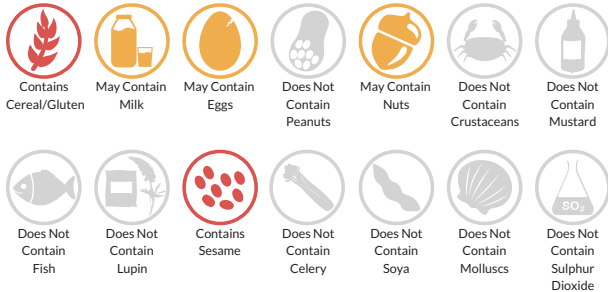 Contains
Cereal/Gluten
May Contain
Milk
May Contain
Eggs
Does Not
Contain
Peanuts
May Contain
Nuts
Does Not
Contain
Crustaceans
Does Not
Contain
Mustard
Does Not
Contain
Fish
Does Not
Contain
Lupin
Contains
Sesame
Does Not
Contain
Celery
Does Not
Contain
Soya
Does Not
Contain
Molluscs
SO₂
Does Not
Contain
Sulphur
Dioxide